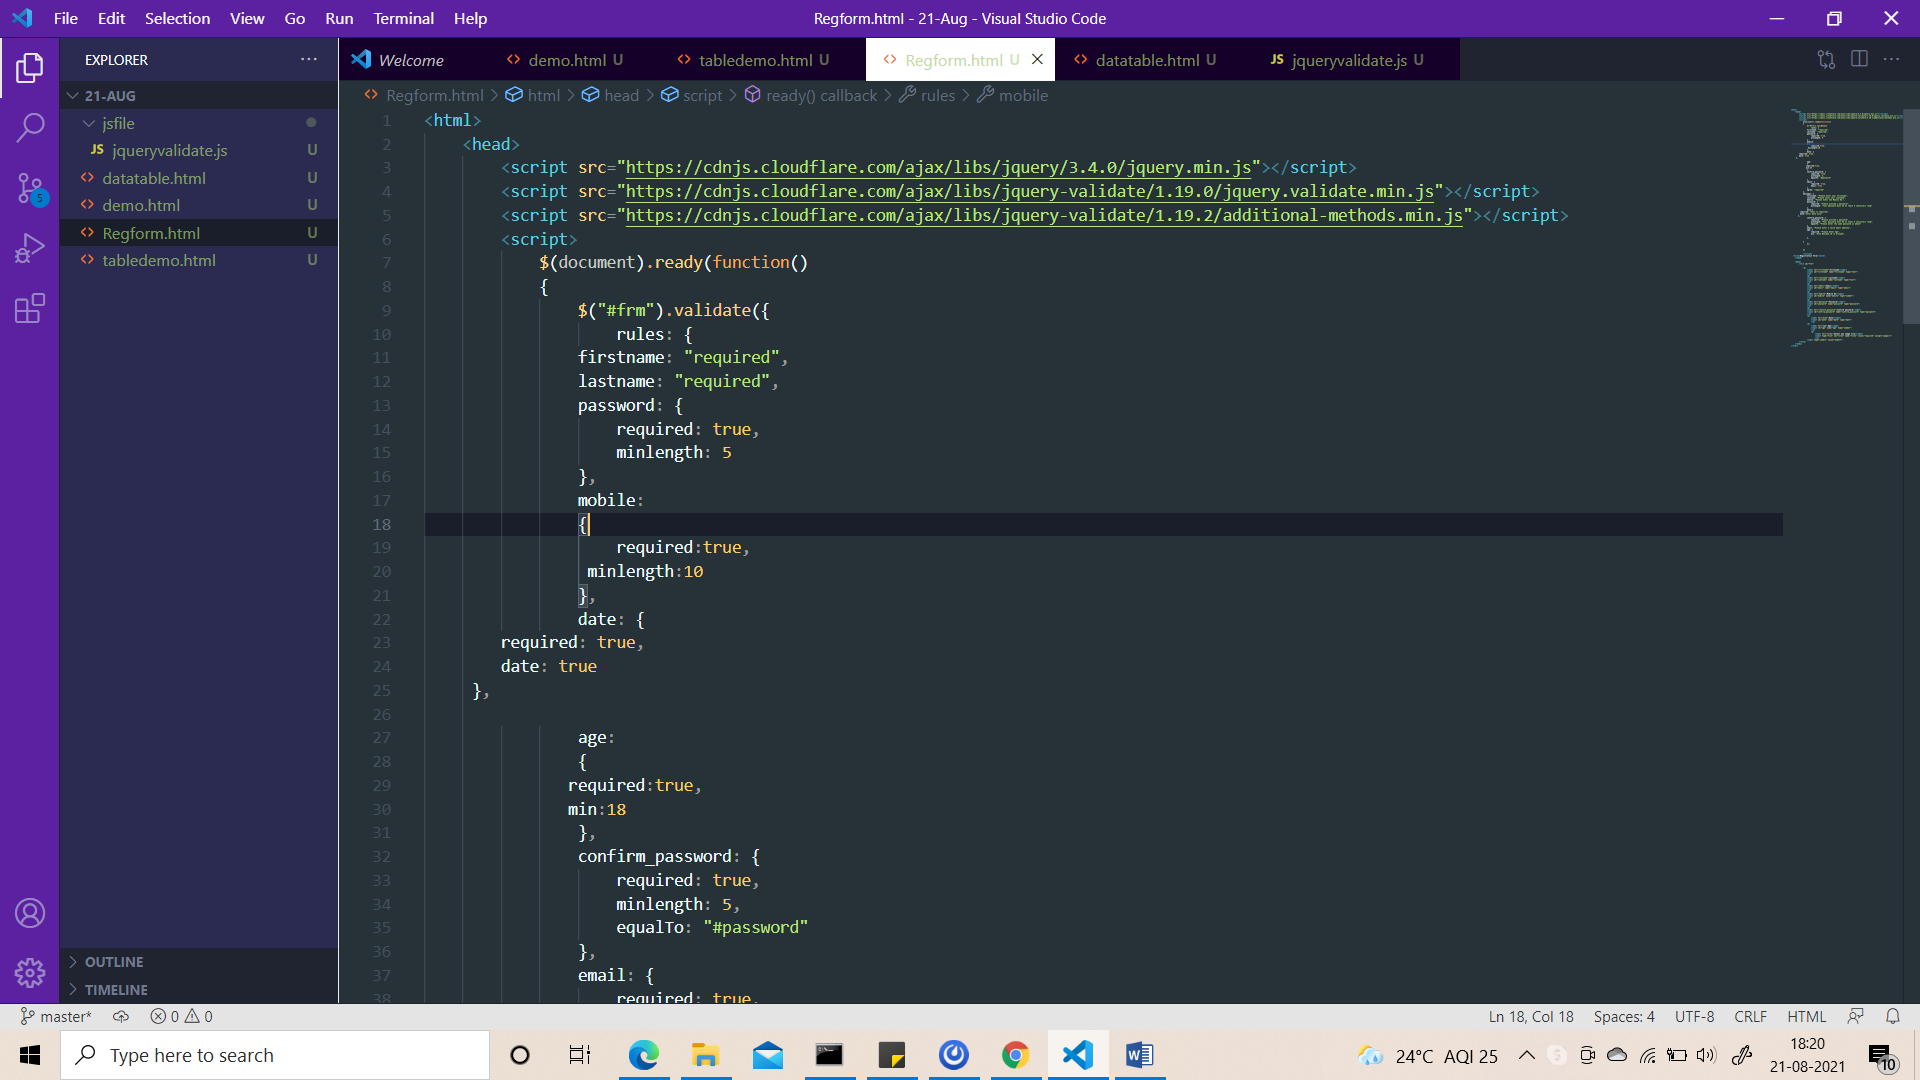 File Edit Selection View Go Run Terminal Help
Regform.html - 21-Aug - Visual Studio Code
EXPLORER
21-AUG
jsfile
JS jqueryvalidate.js U
<> datatable.html U
<> demo.html U
<> Regform.html U
<> tabledemo.html U
OUTLINE
TIMELINE
5
Welcome
<> demo.html U
<> tabledemo.html U
<> Regform.html U
<> datatable.html U
JS jqueryvalidate.js U
<> Regform.html > html > head > script > ready() callback > rules > mobile
1 <html>
2 <head>
3 <script src="https://cdnjs.cloudflare.com/ajax/libs/jquery/3.4.0/jquery.min.js"></script>
4 <script src="https://cdnjs.cloudflare.com/ajax/libs/jquery-validate/1.19.0/jquery.validate.min.js"></script>
5 <script src="https://cdnjs.cloudflare.com/ajax/libs/jquery-validate/1.19.2/additional-methods.min.js"></script>
6 <script>
7 $(document).ready(function()
8 {
9 $("#frm").validate({
10 rules: {
11 firstname: "required",
12 lastname: "required",
13 password: {
14 required: true,
15 minlength: 5
16 },
17 mobile:
18 {
19 required:true,
20 minlength:10
21 },
22 date: {
23 required: true,
24 date: true
25 },
26
27 age:
28 {
29 required:true,
30 min:18
31 },
32 confirm_password: {
33 required: true,
34 minlength: 5,
35 equalTo: "#password"
36 },
37 email: {
38 required: true,
master* 0 0
Ln 18, Col 18 Spaces: 4 UTF-8 CRLF HTML
Type here to search
24°C AQI 25
18:20
21-08-2021
10